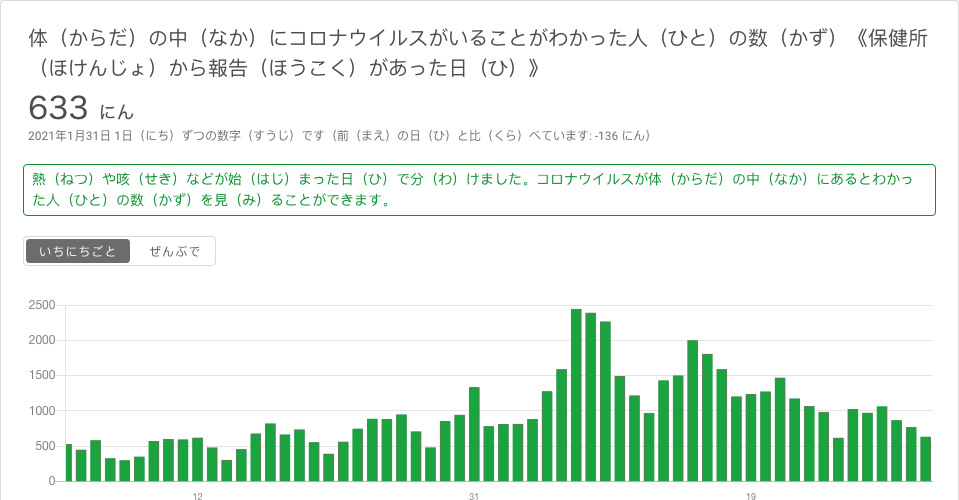 体（からだ）の中（なか）にコロナウイルスがいることがわかった人（ひと）の数（かず）《保健所
（ほけんじょ）から報告（ほうこく）があった日（ひ）》
633 にん
2021年1月31日 1日（にち）ずつの数字（すうじ）です（前（まえ）の日（ひ）と比（くら）べています: -136 にん）
熱（ねつ）や咳（せき）などが始（はじ）まった日（ひ）で分（わ）けました。コロナウイルスが体（からだ）の中（なか）にあるとわかっ
た人（ひと）の数（かず）を見（み）ることができます。
いちにちごと ぜんぶで
2500
2000
1500
1000
500
0
12 31 19